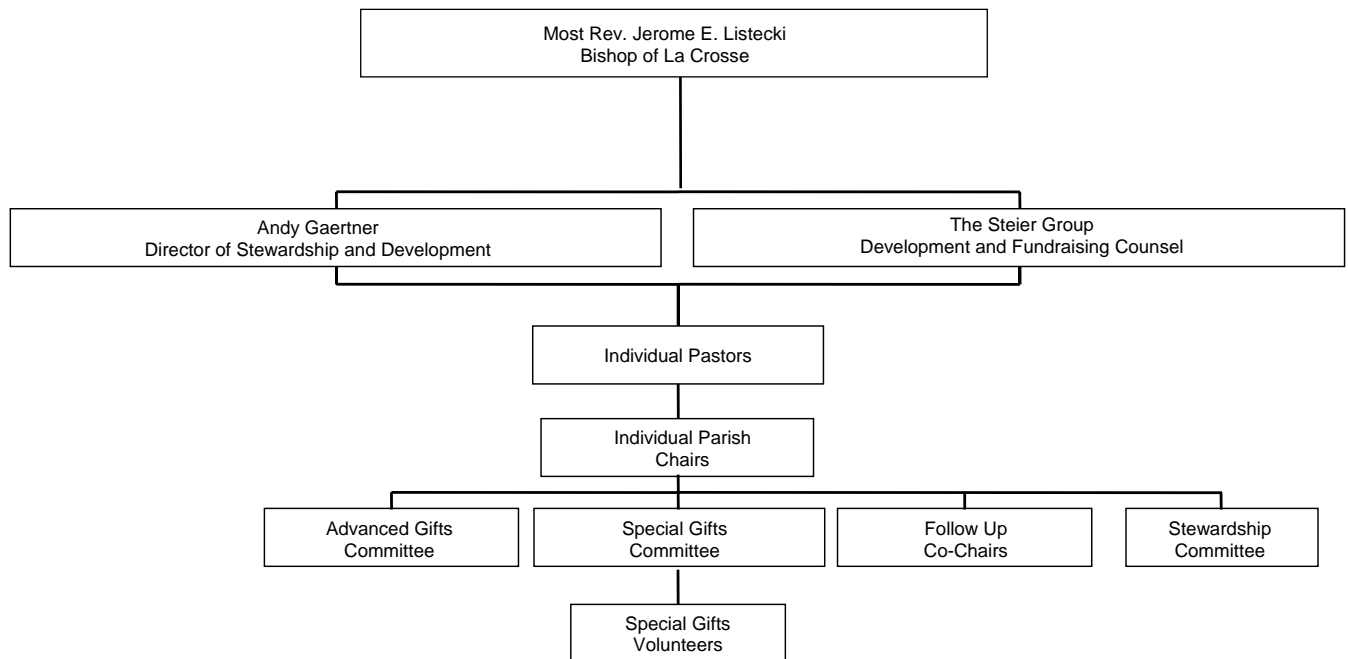 Most Rev. Jerome E. Listecki
Bishop of La Crosse
Andy Gaertner
Director of Stewardship and Development
The Steier Group
Development and Fundraising Counsel
Individual Pastors
Individual Parish
Chairs
Advanced Gifts
Committee
Special Gifts
Committee
Follow Up
Co-Chairs
Stewardship
Committee
Special Gifts
Volunteers